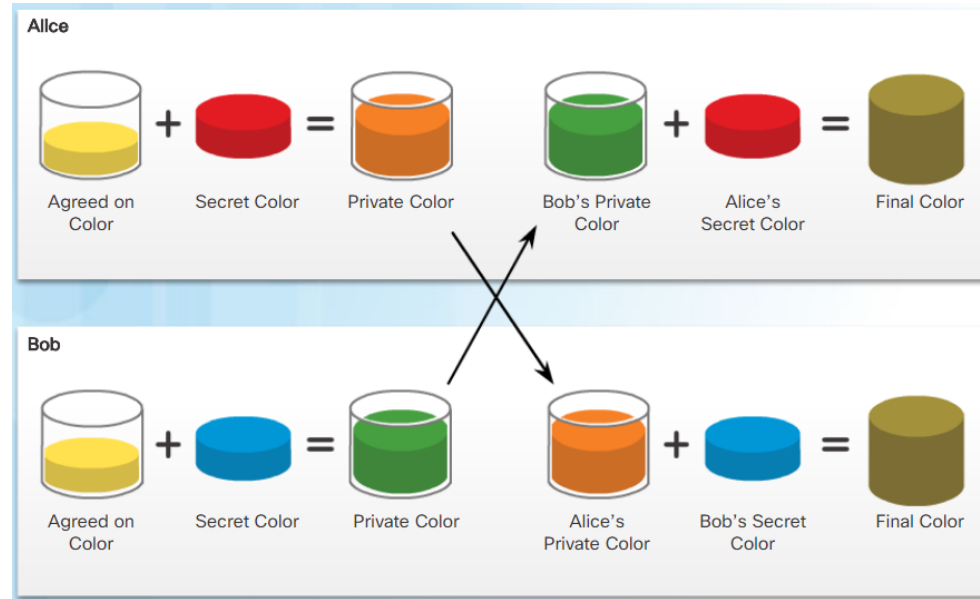 Alice
+ = + =
Agreed on Secret Color Private Color Bob's Private Alice's Final Color
Color Color Secret Color
Bob
+ = + =
Agreed on Secret Color Private Color Alice's Bob's Secret Final Color
Color Private Color Color